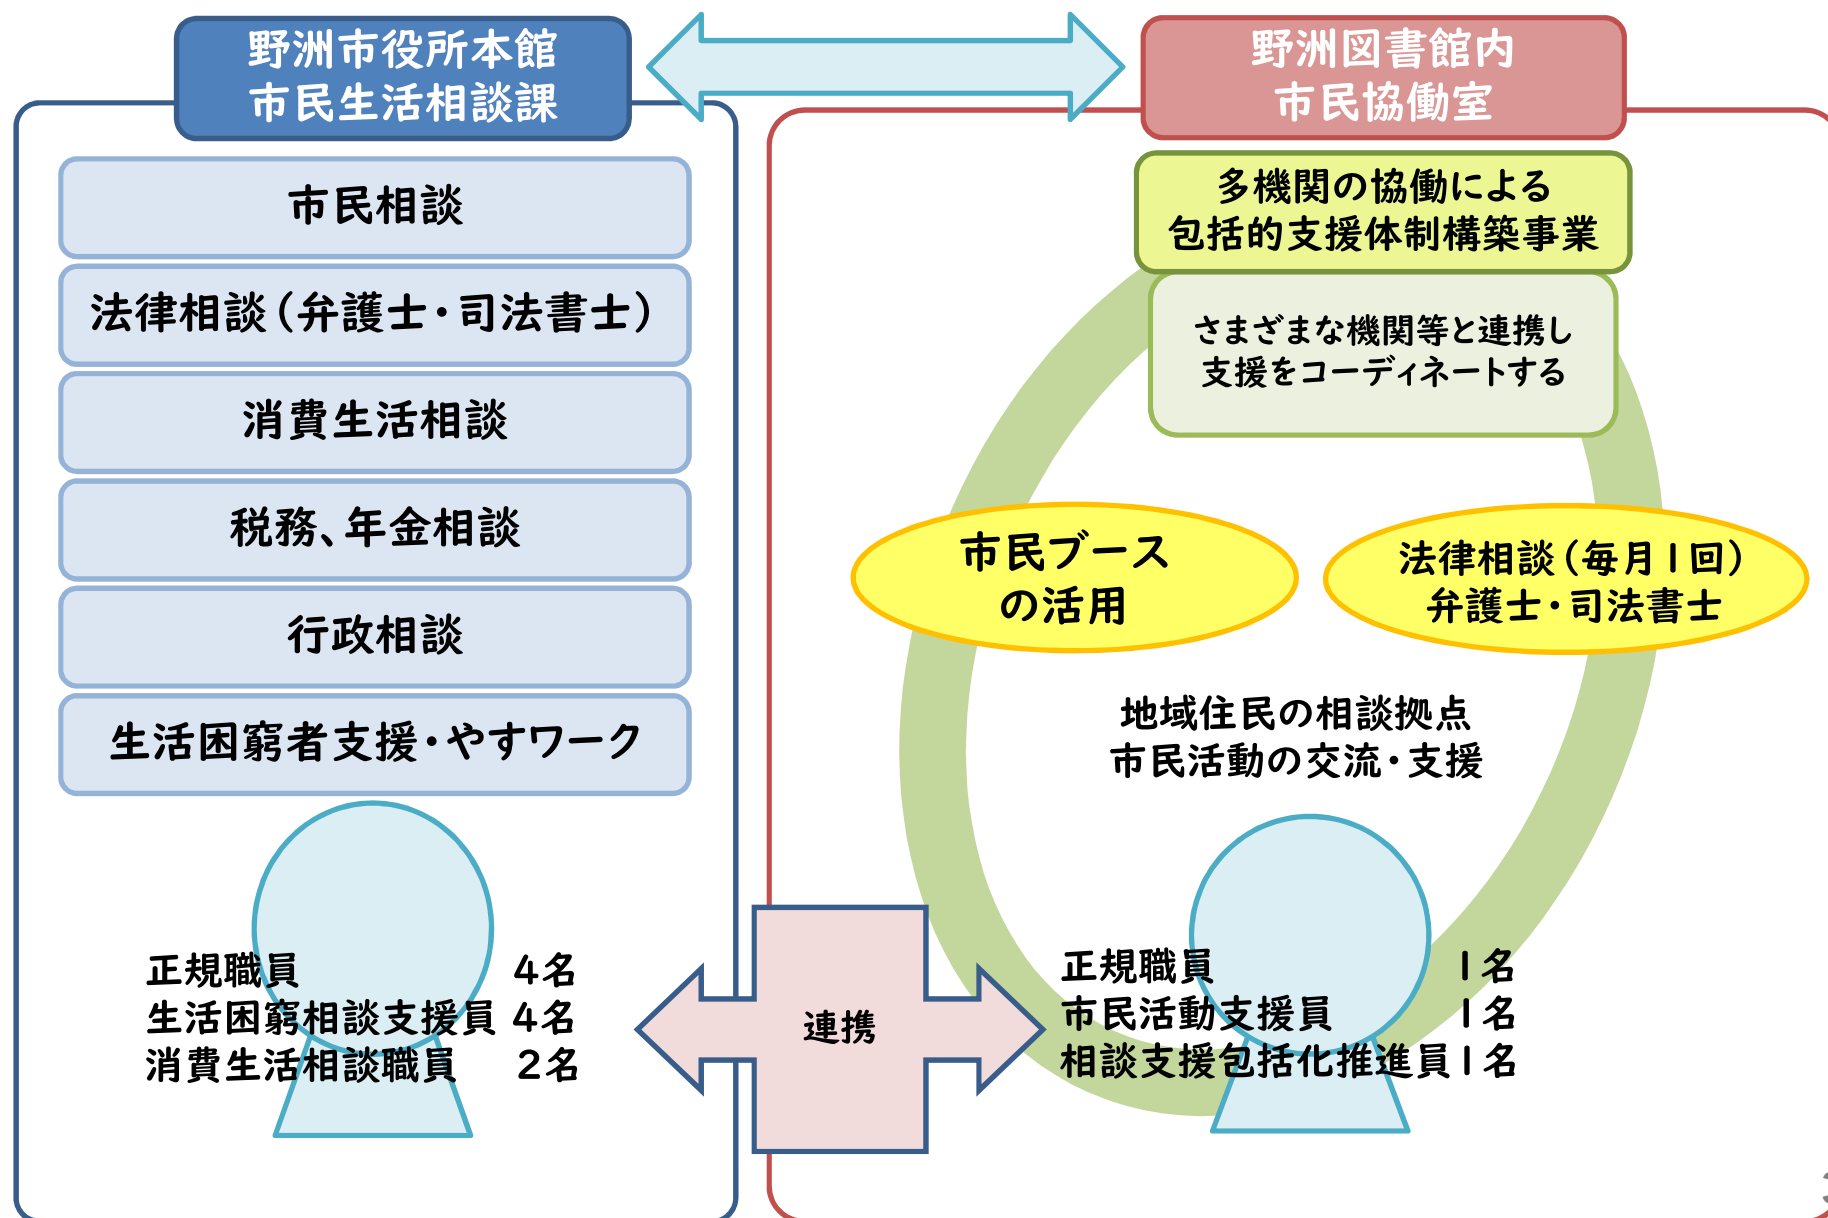 野洲市役所本館
市民生活相談課
市民相談
法律相談（弁護士・司法書士）
消費生活相談
税務、年金相談
行政相談
生活困窮者支援・やすワーク
正規職員 4名
生活困窮相談支援員 4名
消費生活相談職員 2名
連携
野洲図書館内
市民協働室
多機関の協働による
包括的支援体制構築事業
さまざまな機関等と連携し
支援をコーディネートする
市民ブース
の活用
法律相談（毎月1回）
弁護士・司法書士
地域住民の相談拠点
市民活動の交流・支援
正規職員 1名
市民活動支援員 1名
相談支援包括化推進員1名